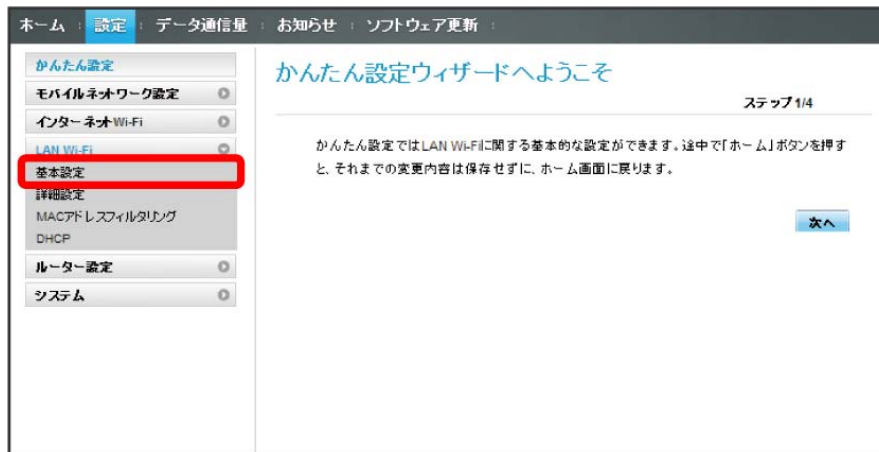 ホーム 設定 データ通信量 お知らせ ソフトウェア更新
かんたん設定
モバイルネットワーク設定
インターネットWi-Fi
LAN Wi-Fi
基本設定
詳細設定
MACアドレスフィルタリング
DHCP
ルーター設定
システム
かんたん設定ウィザードへようこそ
ステップ1/4
かんたん設定ではLAN Wi-Fiに関する基本的な設定ができます。途中で「ホーム」ボタンを押す
と、それまでの変更内容は保存せずに、ホーム画面に戻ります。
次へ